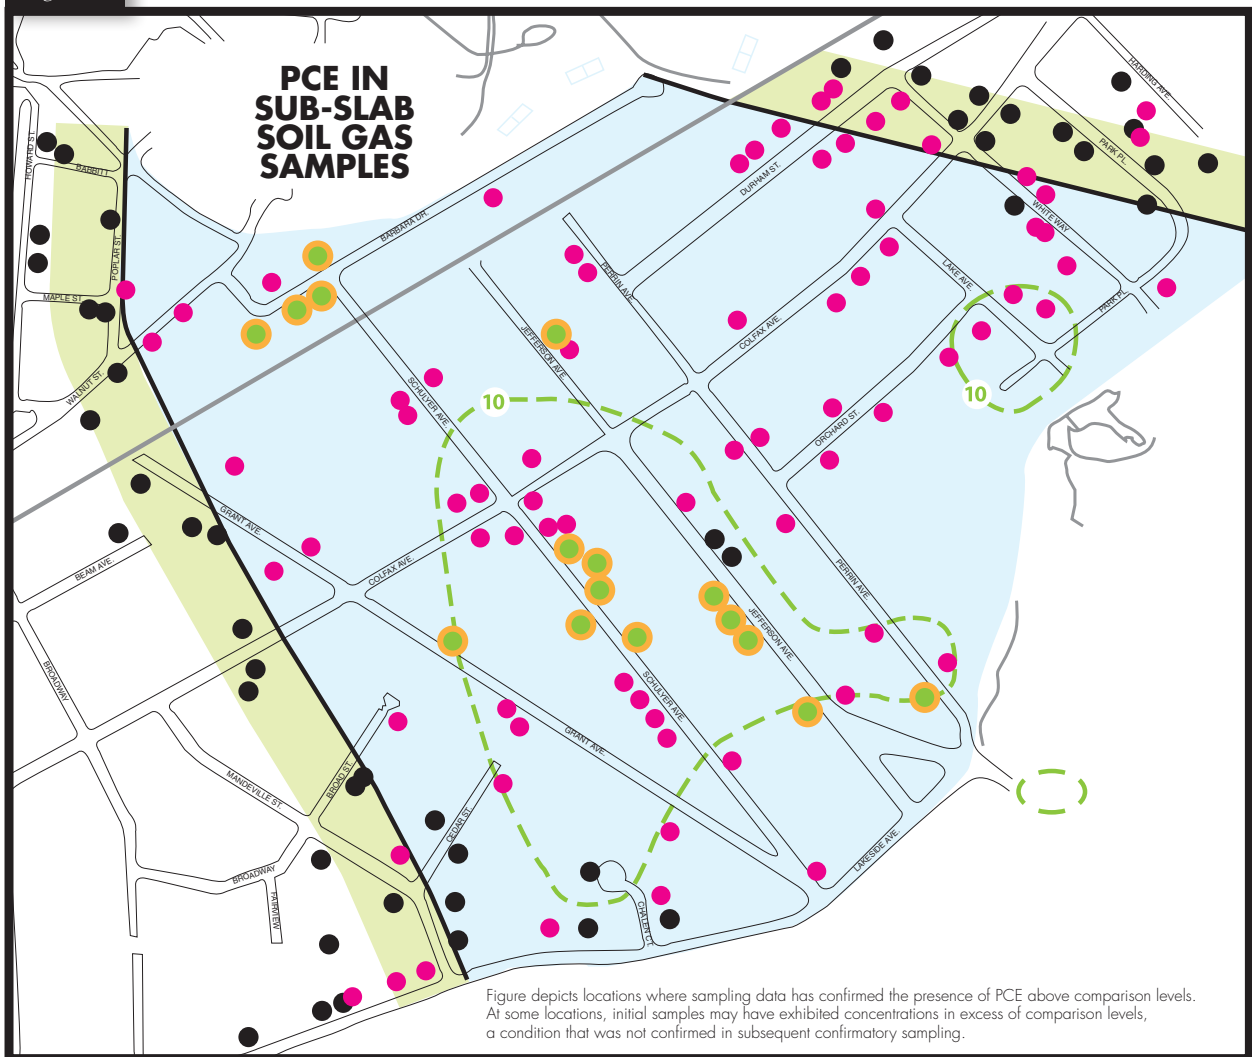 PCE IN
SUB-SLAB
SOIL GAS
SAMPLES
HARDING AVE.
PARK PL.
HOWARD ST.
BABBITT
POPLAR ST.
MAPLE ST.
WALNUT ST.
BARBARA DR.
DURHAM ST.
WHITE WAY
PERRIN AVE.
LAKE AVE.
PARK PL.
JEFFERSON AVE.
COLFAX AVE.
SCHULYER AVE.
10
10
ORCHARD ST.
GRANT AVE.
BEAM AVE.
COLFAX AVE.
PERRIN AVE.
JEFFERSON AVE.
BROADWAY
SCHULYER AVE.
GRANT AVE.
MANDEVILLE ST.
BROAD ST.
CEDAR ST.
LAKESIDE AVE.
BROADWAY
FAIRVIEW
CHALEN CT.
Figure depicts locations where sampling data has confirmed the presence of PCE above comparison levels.
At some locations, initial samples may have exhibited concentrations in excess of comparison levels,
a condition that was not confirmed in subsequent confirmatory sampling.